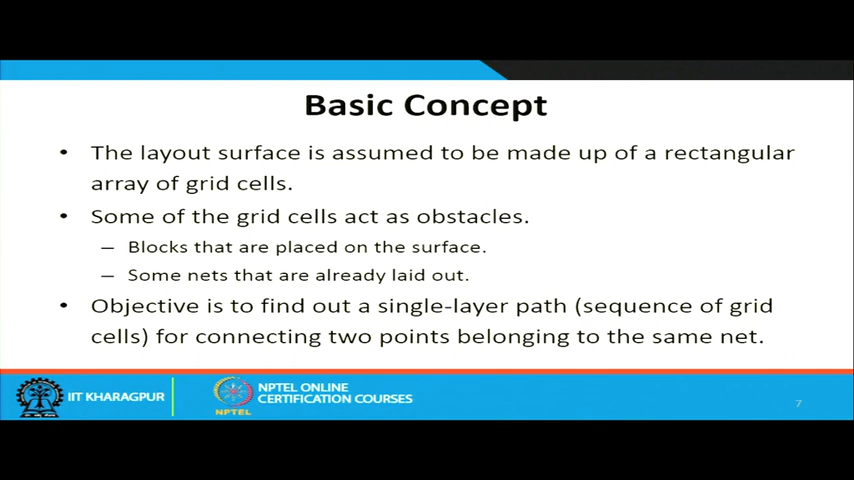 Basic Concept
• The layout surface is assumed to be made up of a rectangular
array of grid cells.
• Some of the grid cells act as obstacles.
– Blocks that are placed on the surface.
– Some nets that are already laid out.
• Objective is to find out a single-layer path (sequence of grid
cells) for connecting two points belonging to the same net.
IIT KHARAGPUR
NPTEL
NPTEL ONLINE
CERTIFICATION COURSES
7